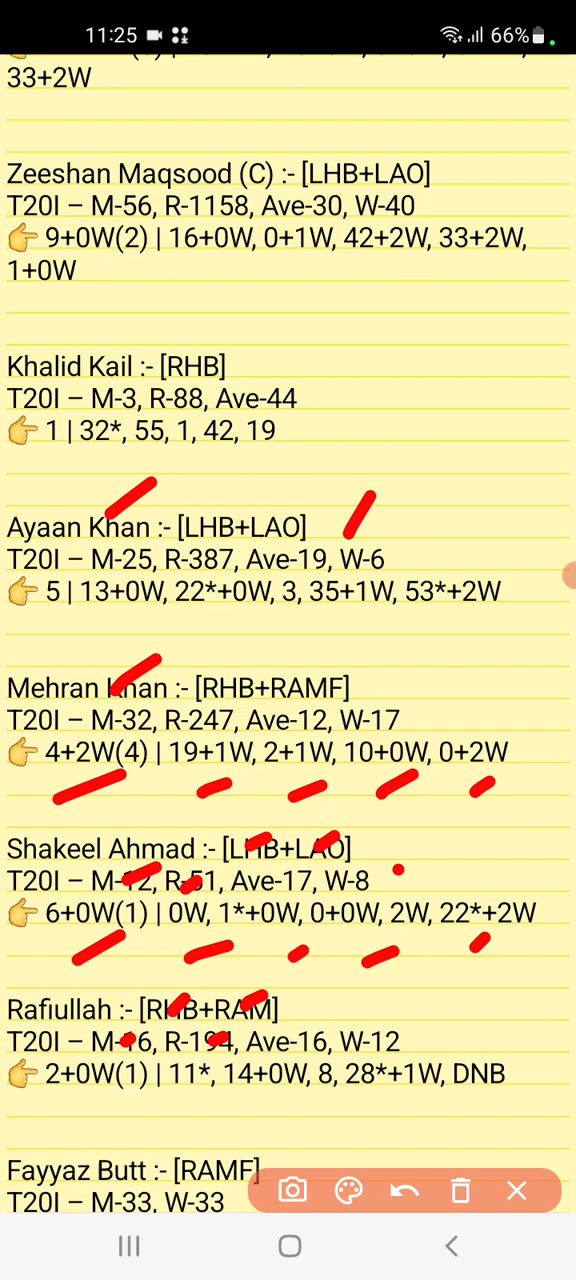 11:25 66%
33+2W
Zeeshan Maqsood (C) :- [LHB+LAO]
T20I – M-56, R-1158, Ave-30, W-40
👉 9+0W(2) | 16+0W, 0+1W, 42+2W, 33+2W,
1+0W
Khalid Kail :- [RHB]
T20I – M-3, R-88, Ave-44
👉 1 | 32*, 55, 1, 42, 19
Ayaan Khan :- [LHB+LAO]
T20I – M-25, R-387, Ave-19, W-6
👉 5 | 13+0W, 22*+0W, 3, 35+1W, 53*+2W
Mehran Khan :- [RHB+RAMF]
T20I – M-32, R-247, Ave-12, W-17
👉 4+2W(4) | 19+1W, 2+1W, 10+0W, 0+2W
Shakeel Ahmad :- [LHB+LAO]
T20I – M-12, R-51, Ave-17, W-8
👉 6+0W(1) | 0W, 1*+0W, 0+0W, 2W, 22*+2W
Rafiullah :- [RHB+RAM]
T20I – M-16, R-194, Ave-16, W-12
👉 2+0W(1) | 11*, 14+0W, 8, 28*+1W, DNB
Fayyaz Butt :- [RAMF]
T20I – M-33, W-33